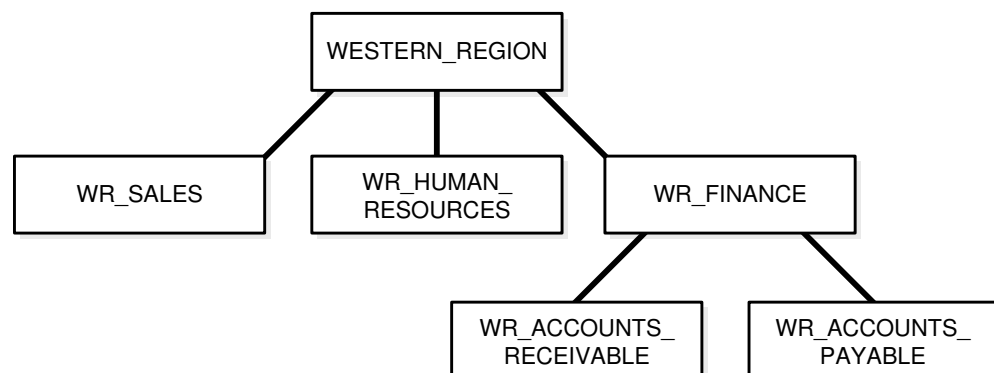 WESTERN_REGION
WR_SALES
WR_HUMAN_
RESOURCES
WR_FINANCE
WR_ACCOUNTS_
RECEIVABLE
WR_ACCOUNTS_
PAYABLE